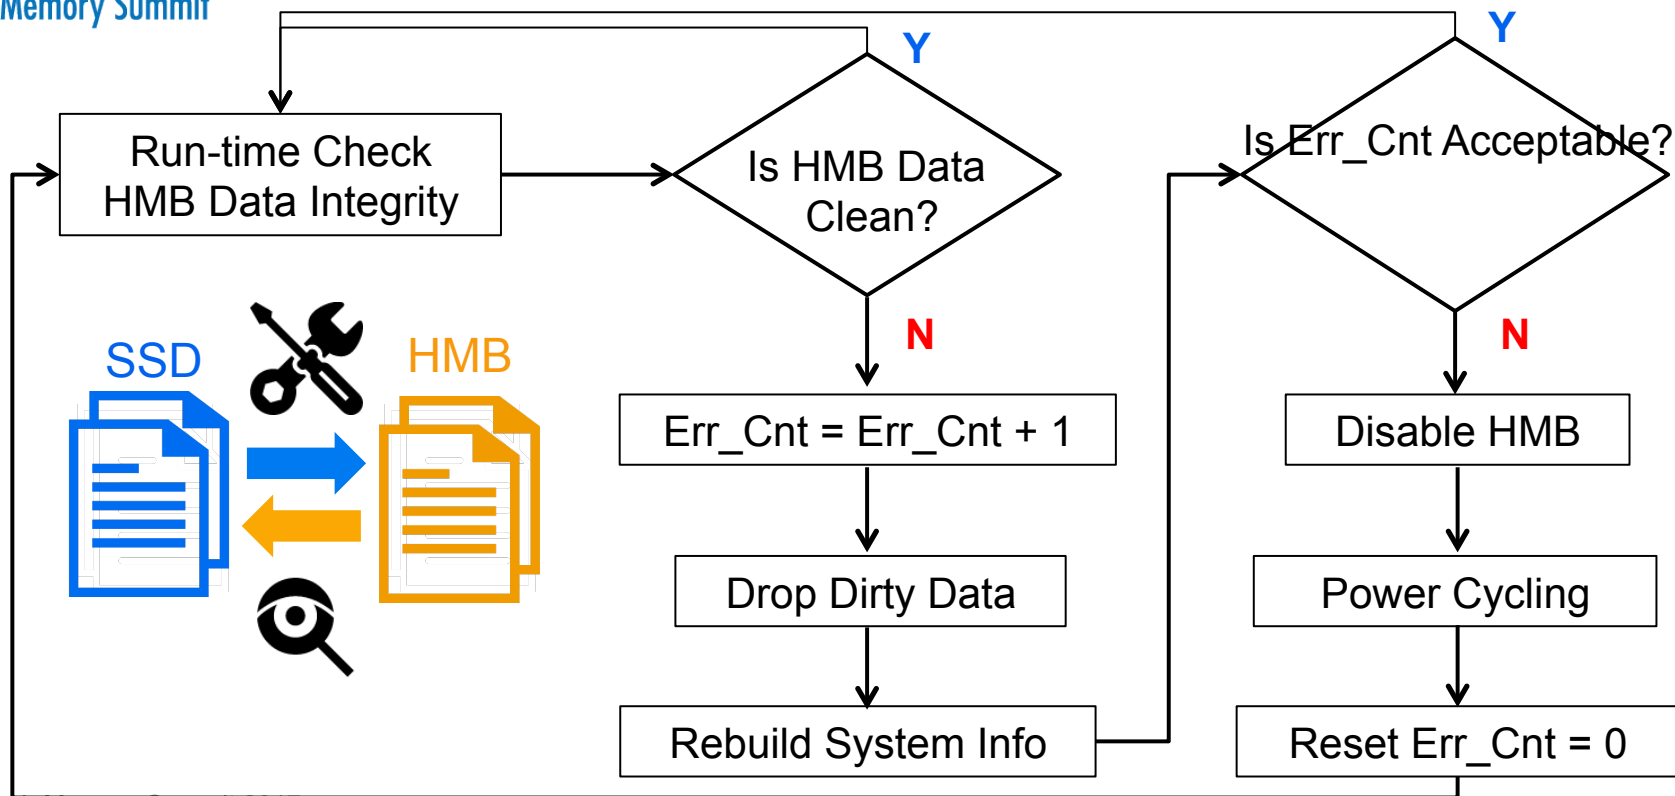 Memory Summit
Y
Y
Run-time Check
HMB Data Integrity
Is HMB Data
Clean?
Is Err_Cnt Acceptable?
N
N
SSD
HMB
Err_Cnt = Err_Cnt + 1
Disable HMB
Drop Dirty Data
Power Cycling
Rebuild System Info
Reset Err_Cnt = 0